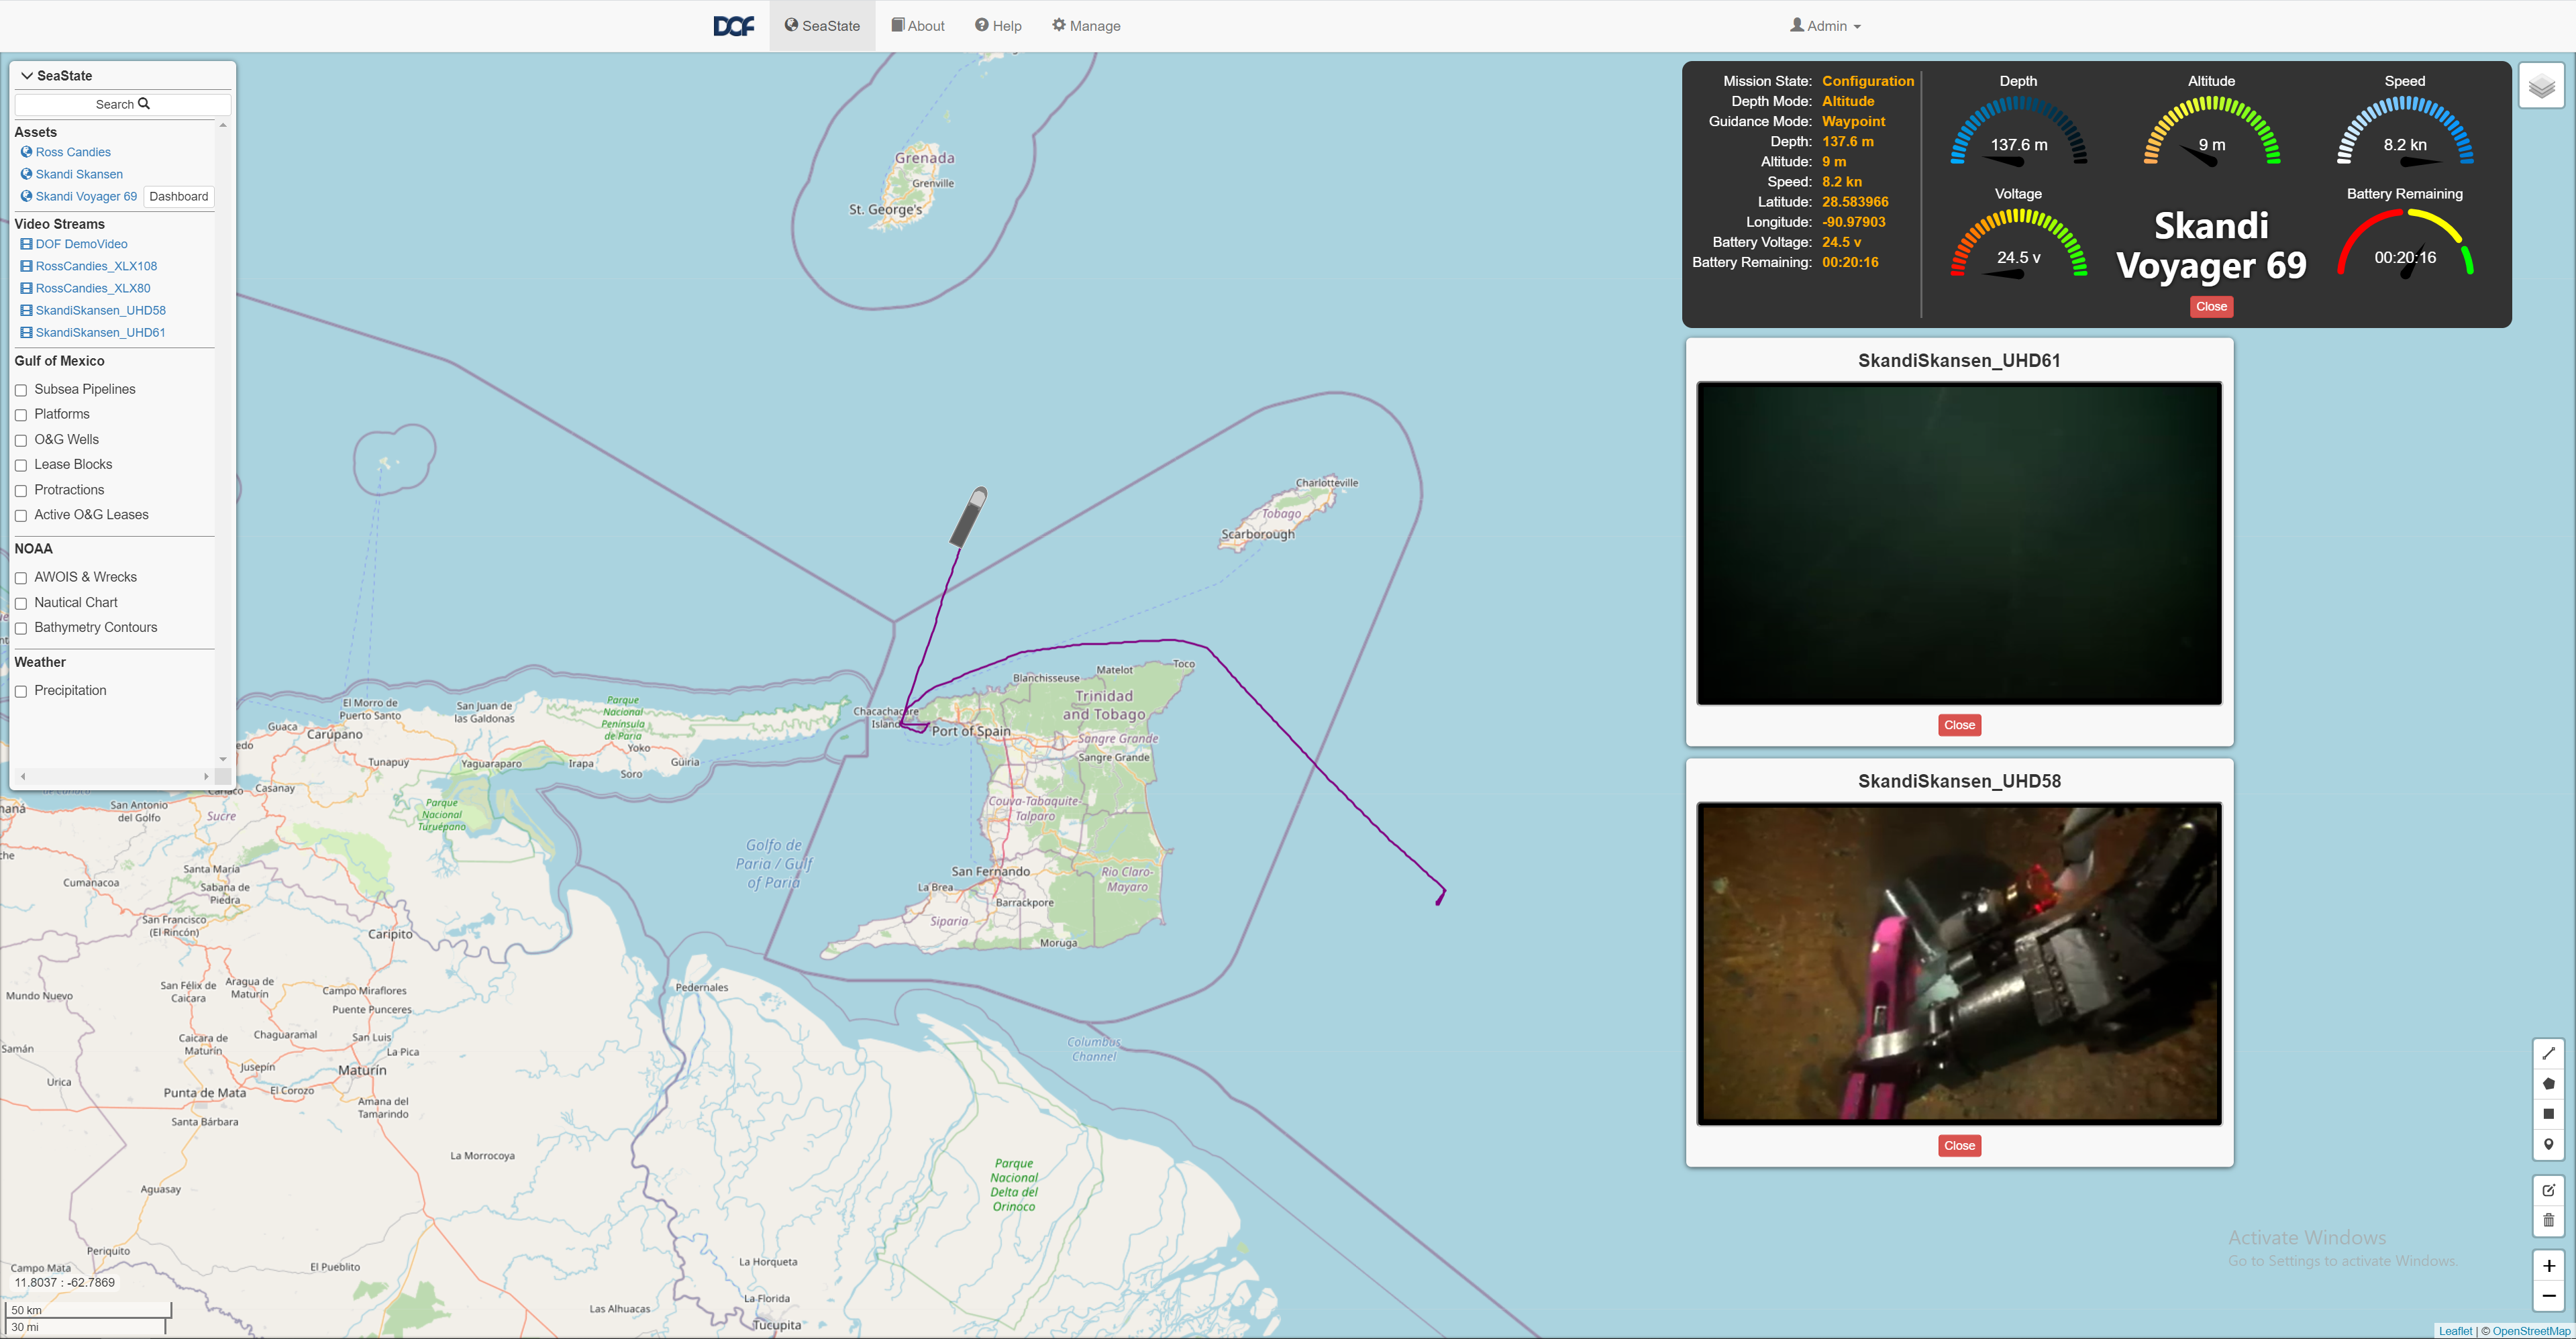 DOF
SeaState
About
Help
Manage
Admin
SeaState
Search
Assets
Ross Candies
Skandi Skansen
Skandi Voyager 69
Dashboard
Video Streams
DOF DemoVideo
RossCandies_XLX108
RossCandies_XLX80
SkandiSkansen_UHD58
SkandiSkansen_UHD61
Gulf of Mexico
Subsea Pipelines
Platforms
O&G Wells
Lease Blocks
Protractions
Active O&G Leases
NOAA
AWOIS & Wrecks
Nautical Chart
Bathymetry Contours
Weather
Precipitation
Mission State: Configuration
Depth Mode: Altitude
Guidance Mode: Waypoint
Depth: 137.6 m
Altitude: 9 m
Speed: 8.2 kn
Latitude: 28.583966
Longitude: -90.97903
Battery Voltage: 24.5 v
Battery Remaining: 00:20:16
Depth
137.6 m
Altitude
9 m
Speed
8.2 kn
Voltage
24.5 v
Skandi
Voyager 69
Close
Battery Remaining
00:20:16
SkandiSkansen_UHD61
Close
SkandiSkansen_UHD58
Close
Grenada
Grenville
St. George's
Charlotteville
Tobago
Scarborough
Toco
Matelot
Blanchisseuse
Trinidad
and Tobago
Chacachacare
Island
Port of Spain
Sangre Grande
Sangre Grande
Couva-Tabaquite-
Talparo
San Fernando
Rio Claro-
Mayaro
La Brea
Barrackpore
Siparia
Moruga
Golfo de
Paria / Gulf
of Paria
Columbus
Channel
El Morro de
Puerto Santo
San Juan de
las Galdonas
Parque
Nacional
Península
de Paria
Guaca
Carúpano
Yoko
Tunapuy
Yaguaraparo
Irapa
Soro
Güiria
Casanay
San Antonio
del Golfo
Sucre
Parque
Nacional
Turuépano
Santa María
Cumanacoa
Sabana de
Piedra
San Francisco
(El Rincón)
Caripito
Mundo Nuevo
San Félix de
Caicara
Aragua de
Maturín
Campo Miraflores
Puente Punceres
Pedernales
Chaguaramal
Caicara de
Maturín
San Luis
La Pica
Samán
Jusepín
Maturín
Urica
Punta de Mata
El Corozo
Amana del
Tamarindo
Santa Bárbara
La Morrocoya
Aguasay
Parque
Nacional
Delta del
Orinoco
Periquito
El Pueblito
La Horqueta
Campo Mata
11.8037 : -62.7869
La Florida
Las Alhuacas
Tucupita
50 km
30 mi
Activate Windows
Go to Settings to activate Windows.
+
−
Leaflet | © OpenStreetMap